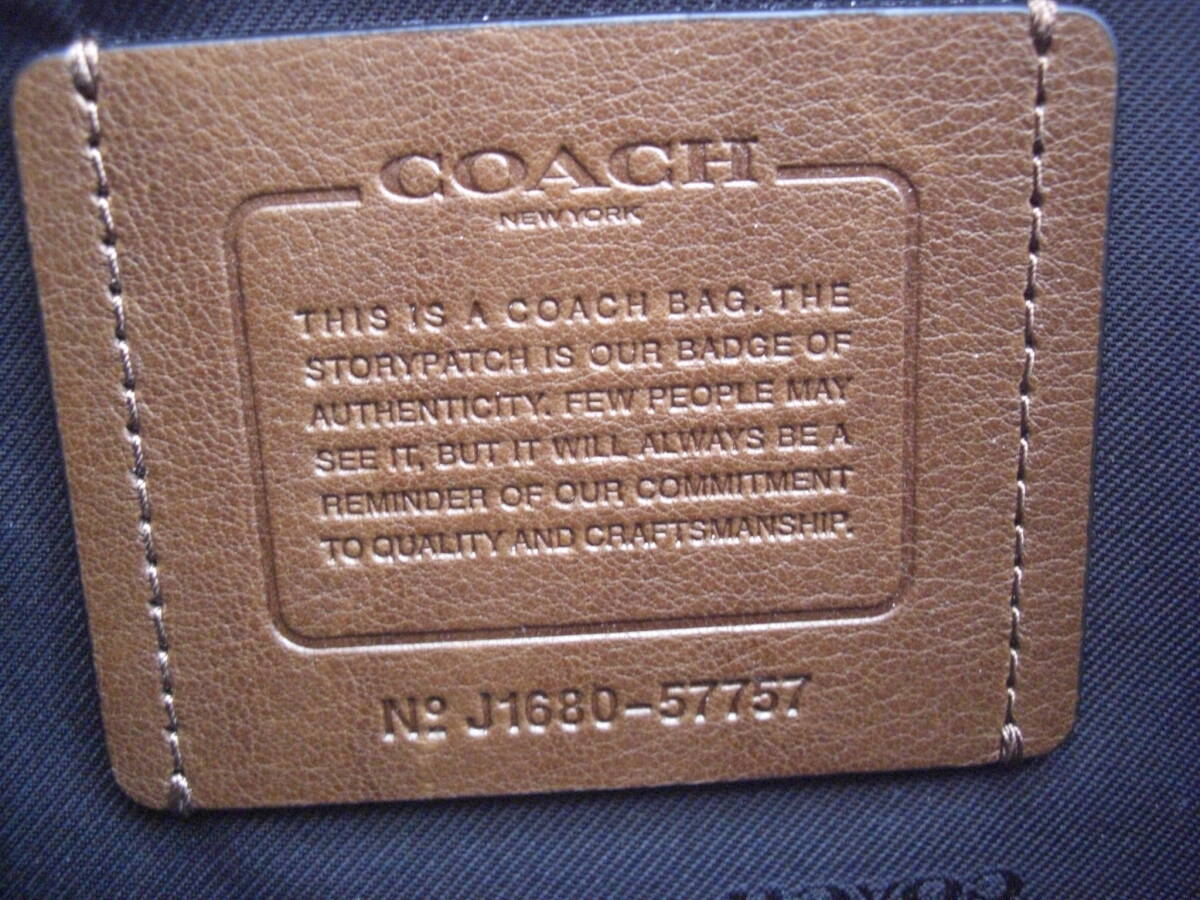 COACH
NEW YORK
THIS IS A COACH BAG. THE
STORYPATCH IS OUR BADGE OF
AUTHENTICITY. FEW PEOPLE MAY
SEE IT, BUT IT WILL ALWAYS BE A
REMINDER OF OUR COMMITMENT
TO QUALITY AND CRAFTSMANSHIP.
Nº J1680-57757
COACH